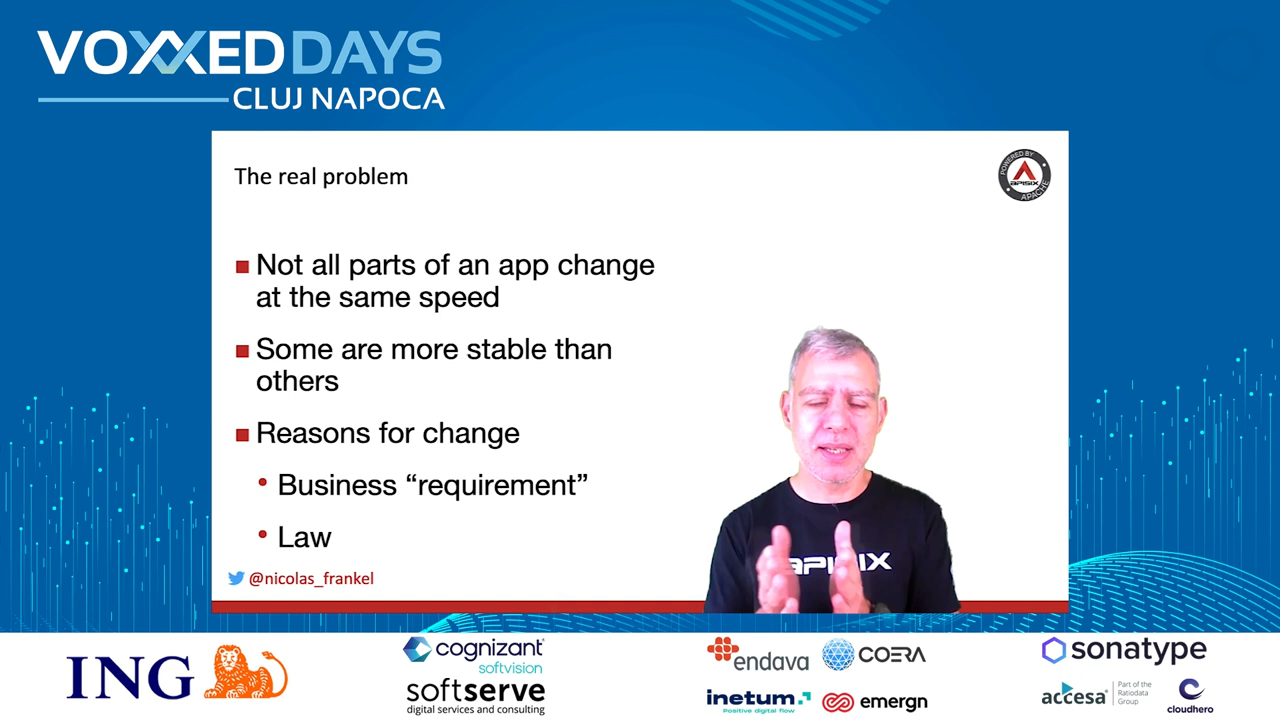 VOXXED DAYS
CLUJ NAPOCA
The real problem
POWERED BY
APISIX
APACHE
Not all parts of an app change
at the same speed
Some are more stable than
others
Reasons for change
Business “requirement”
Law
@nicolas_frankel
APISIX
ING
cognizant
softvision
softserve
digital services and consulting
endava
COERA
inetum.
Positive digital flow
emergn
sonatype
accesa
Part of the
Ratiodata
Group
cloudhero